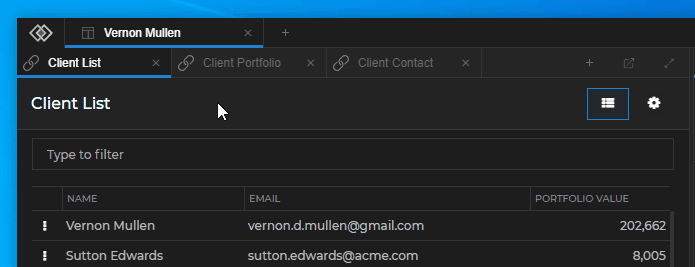 Vernon Mullen
Client List Client Portfolio Client Contact
Client List
Type to filter
NAME EMAIL PORTFOLIO VALUE
Vernon Mullen vernon.d.mullen@gmail.com 202,662
Sutton Edwards sutton.edwards@acme.com 8,005